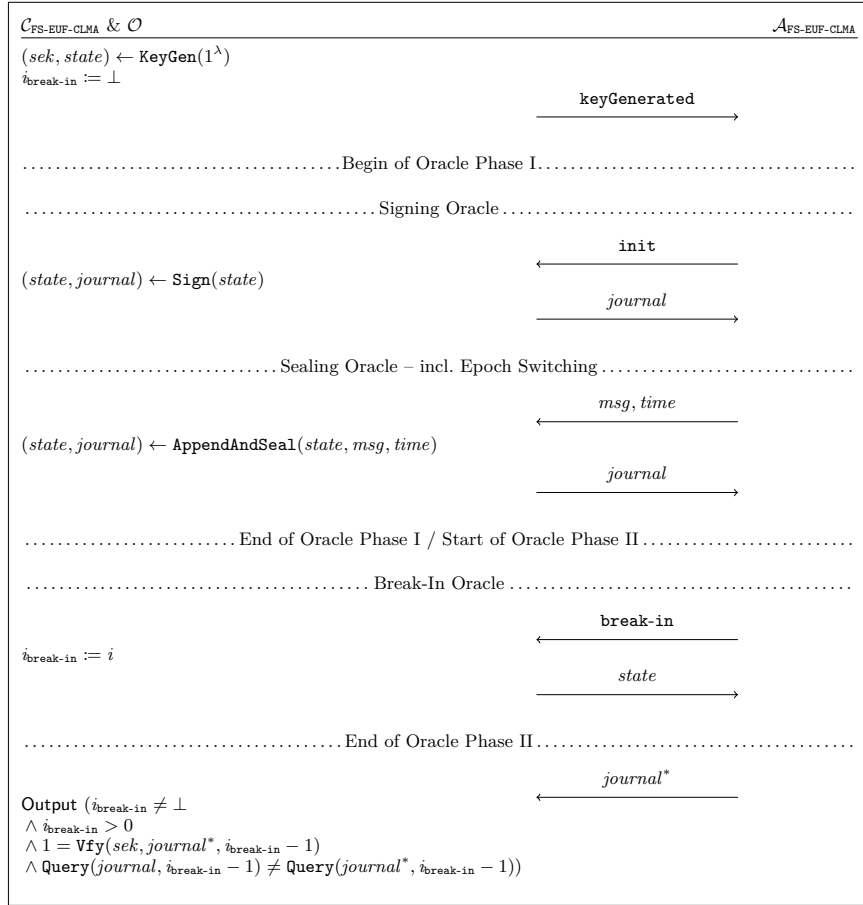 𝒞_FS-EUF-CLMA & 𝒪
𝒜_FS-EUF-CLMA
(sek, state) ← KeyGen(1^λ)
i_break-in := ⊥
keyGenerated
Begin of Oracle Phase I
Signing Oracle
init
(state, journal) ← Sign(state)
journal
Sealing Oracle – incl. Epoch Switching
msg, time
(state, journal) ← AppendAndSeal(state, msg, time)
journal
End of Oracle Phase I / Start of Oracle Phase II
Break-In Oracle
break-in
i_break-in := i
state
End of Oracle Phase II
journal*
Output (i_break-in ≠ ⊥
∧ i_break-in > 0
∧ 1 = Vfy(sek, journal*, i_break-in − 1)
∧ Query(journal, i_break-in − 1) ≠ Query(journal*, i_break-in − 1))